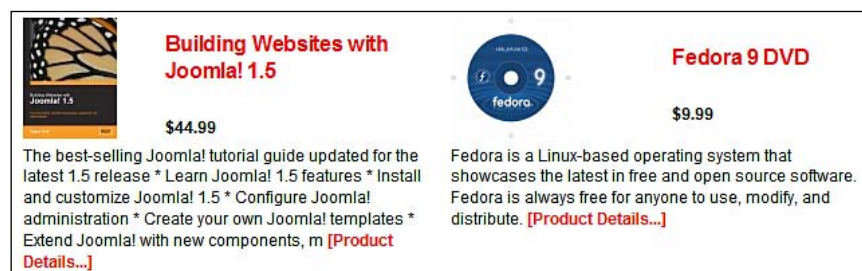 Building Websites with
Joomla! 1.5
Joomla! 1.5
$44.99
The best-selling Joomla! tutorial guide updated for the
latest 1.5 release * Learn Joomla! 1.5 features * Install
and customize Joomla! 1.5 * Configure Joomla!
administration * Create your own Joomla! templates *
Extend Joomla! with new components, m [Product
Details...]
9
fedora
Fedora 9 DVD
$9.99
Fedora is a Linux-based operating system that
showcases the latest in free and open source software.
Fedora is always free for anyone to use, modify, and
distribute. [Product Details...]